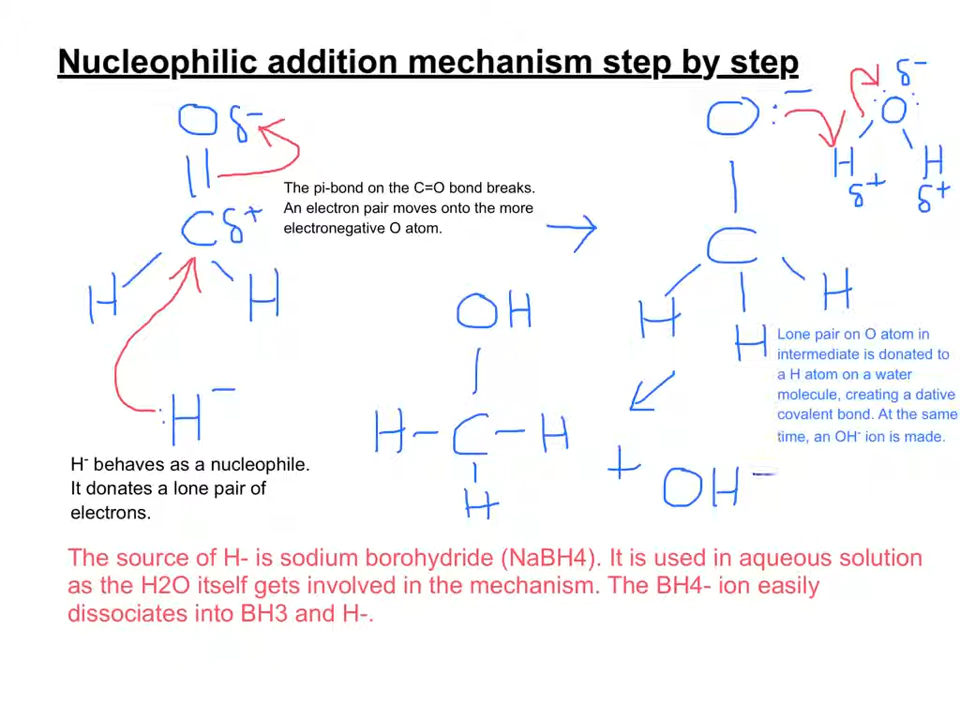 Nucleophilic addition mechanism step by step
O δ-
C δ+
H H
:H-
The pi-bond on the C=O bond breaks.
An electron pair moves onto the more
electronegative O atom.
H- behaves as a nucleophile.
It donates a lone pair of
electrons.
O:-
C
H H
H
δ-
:O:
H H
δ+ δ+
Lone pair on O atom in
intermediate is donated to
a H atom on a water
molecule, creating a dative
covalent bond. At the same
time, an OH- ion is made.
OH
H-C-H
H
+ OH-
The source of H- is sodium borohydride (NaBH4). It is used in aqueous solution
as the H2O itself gets involved in the mechanism. The BH4- ion easily
dissociates into BH3 and H-.